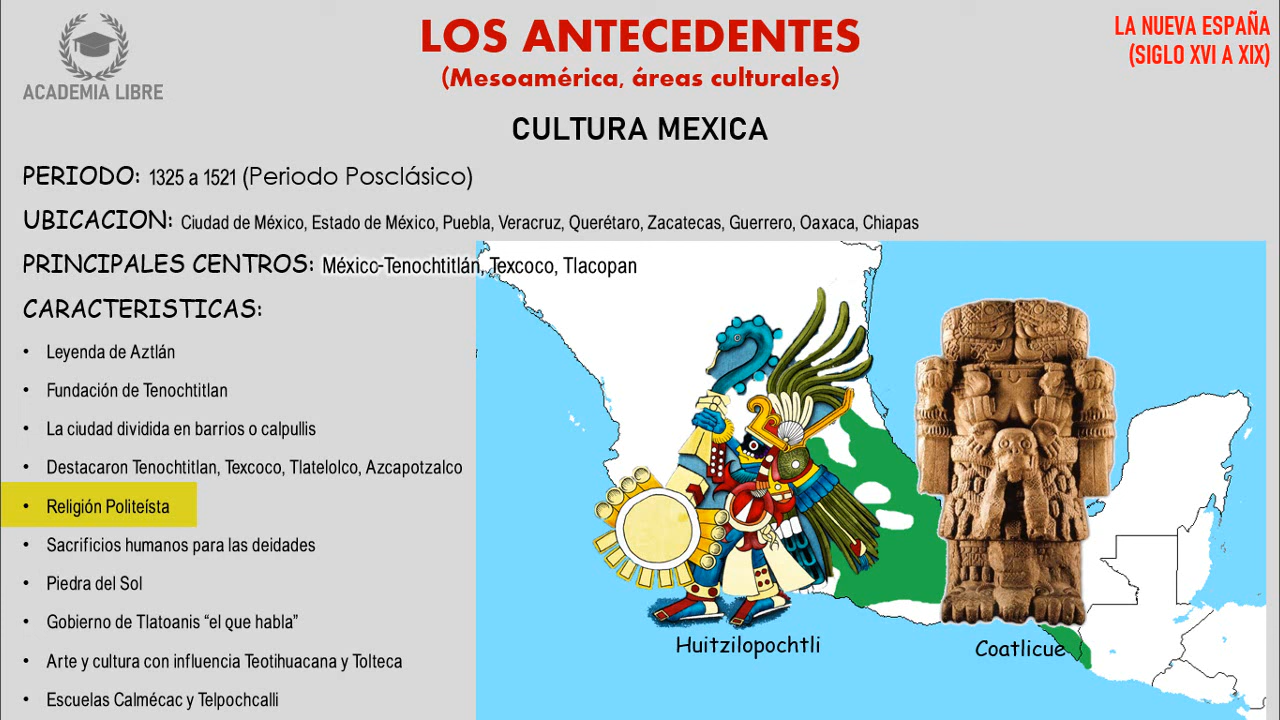 ACADEMIA LIBRE
LOS ANTECEDENTES
(Mesoamérica, áreas culturales)
LA NUEVA ESPAÑA
(SIGLO XVI A XIX)
CULTURA MEXICA
PERIODO: 1325 a 1521 (Periodo Posclásico)
UBICACION: Ciudad de México, Estado de México, Puebla, Veracruz, Querétaro, Zacatecas, Guerrero, Oaxaca, Chiapas
PRINCIPALES CENTROS: México-Tenochtitlán, Texcoco, Tlacopan
CARACTERISTICAS:
• Leyenda de Aztlán
• Fundación de Tenochtitlan
• La ciudad dividida en barrios o calpullis
• Destacaron Tenochtitlan, Texcoco, Tlatelolco, Azcapotzalco
• Religión Politeísta
• Sacrificios humanos para las deidades
• Piedra del Sol
• Gobierno de Tlatoanis “el que habla”
• Arte y cultura con influencia Teotihuacana y Tolteca
• Escuelas Calmécac y Telpochcalli
Huitzilopochtli
Coatlicue